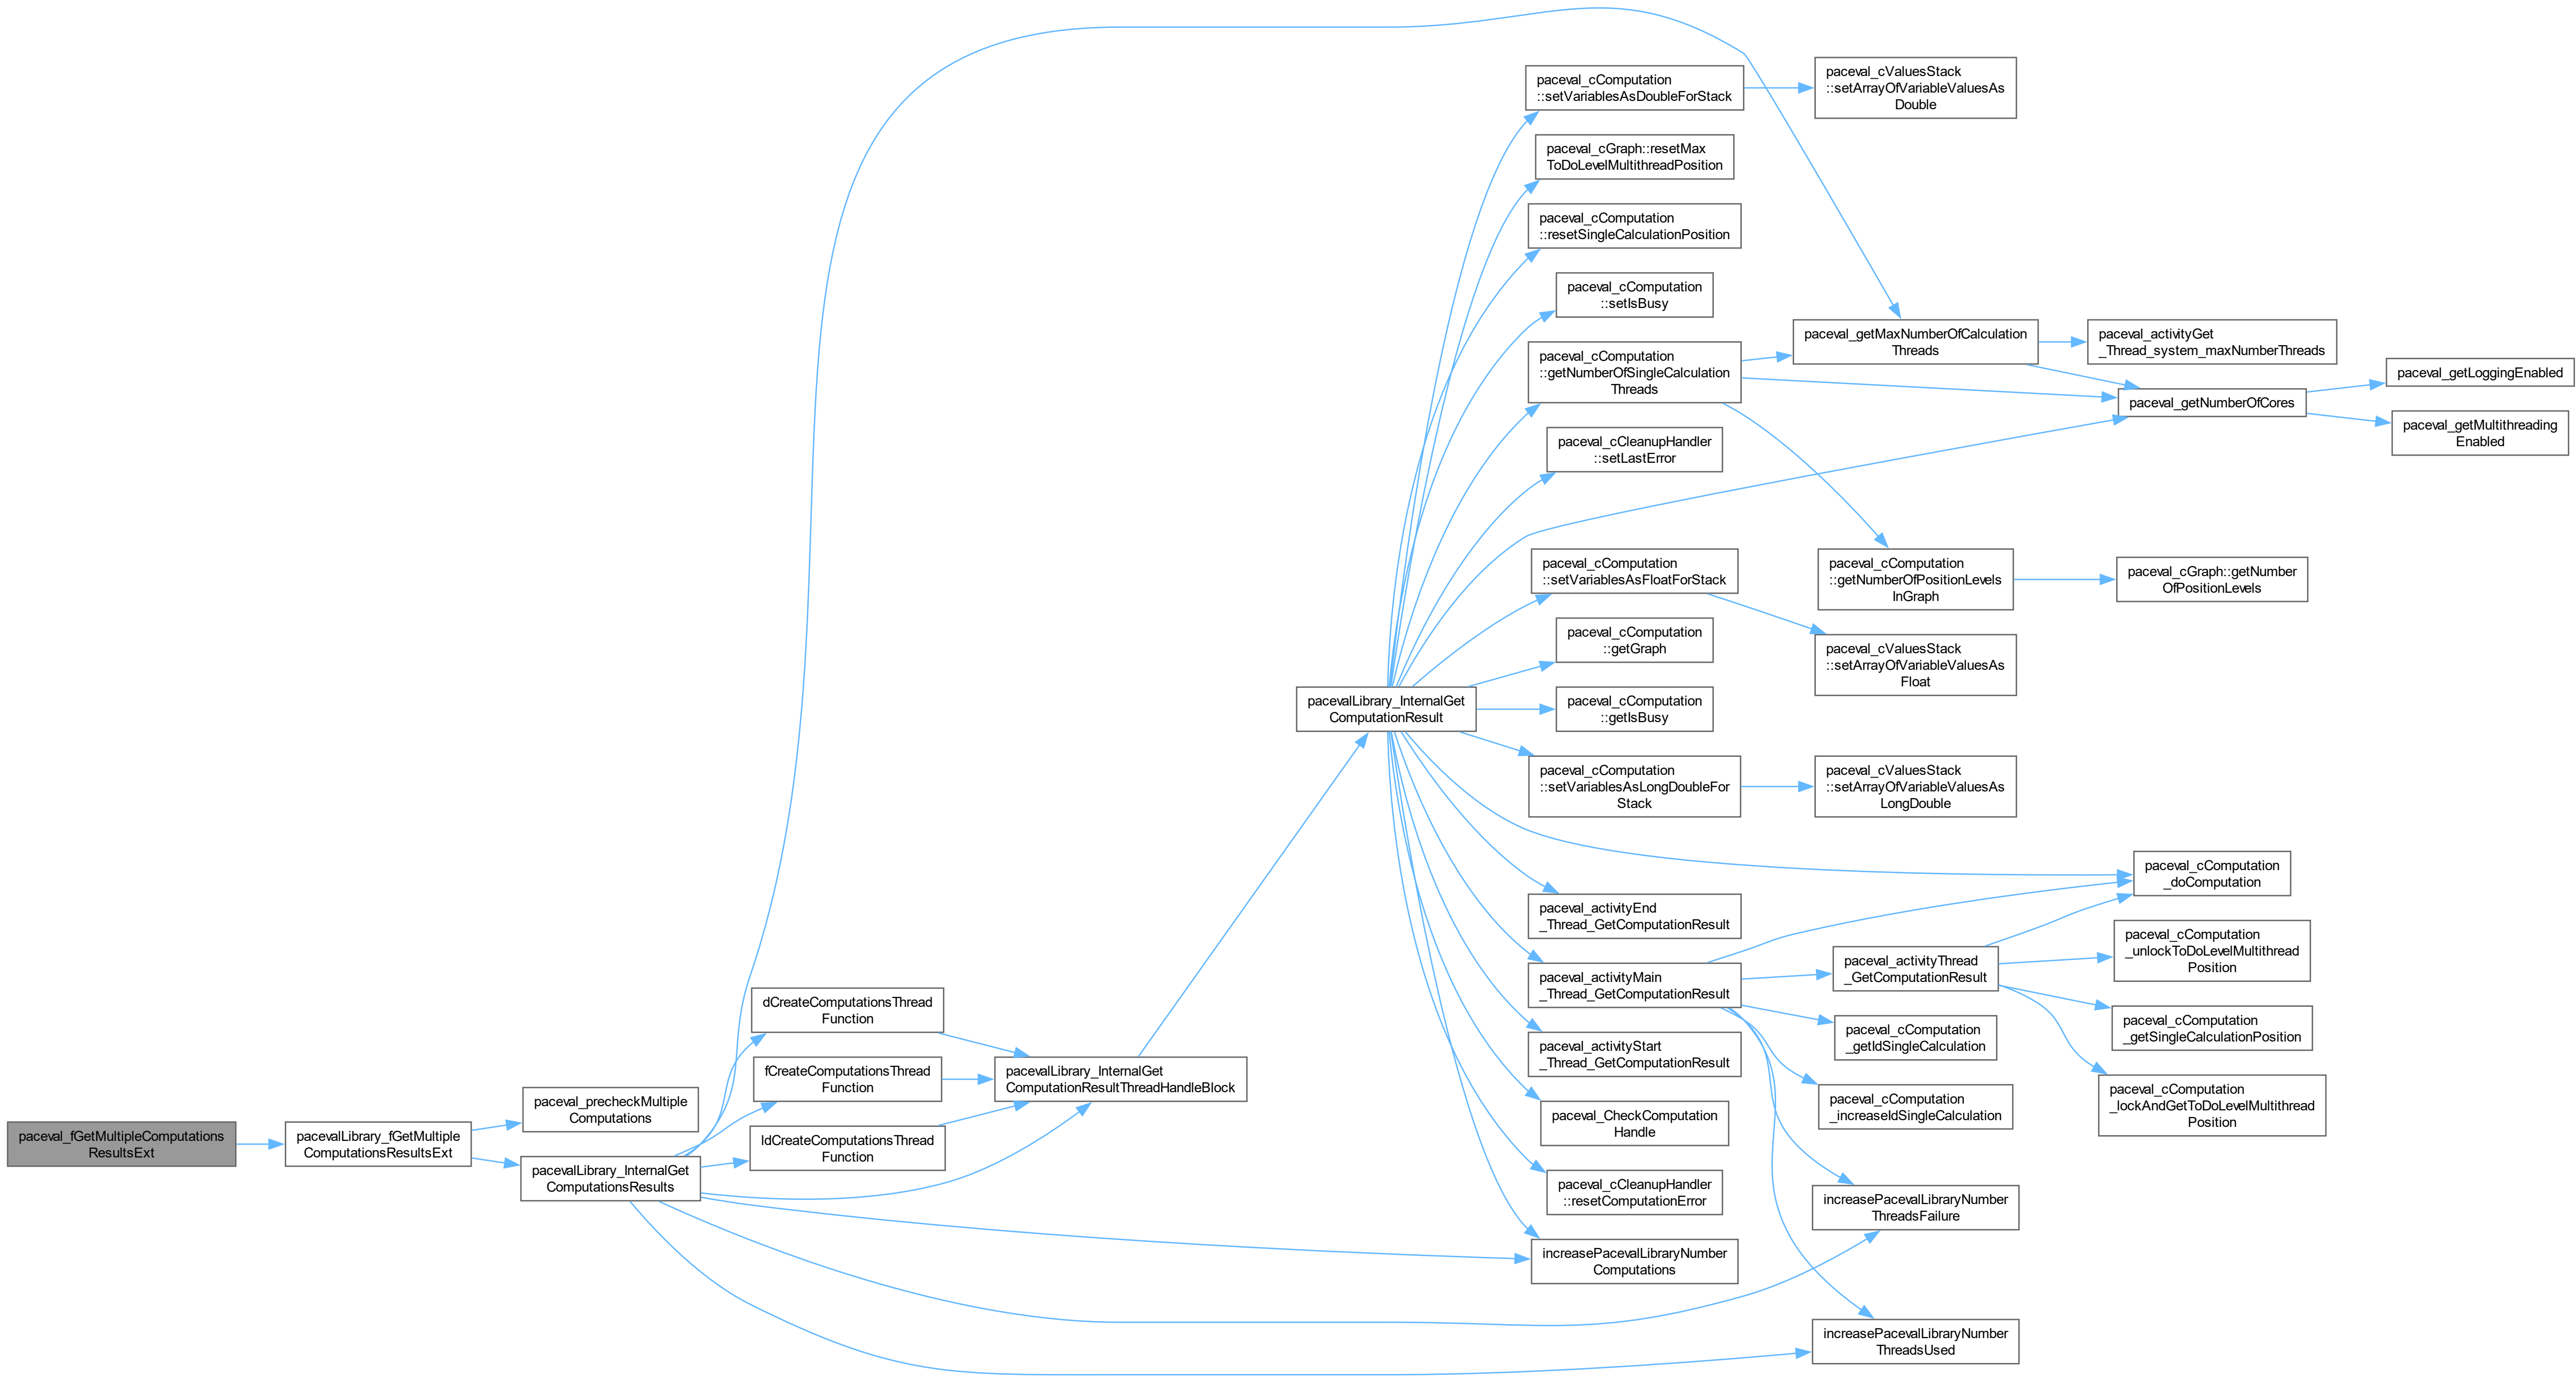 paceval_fGetMultipleComputations
ResultsExt
pacevalLibrary_fGetMultiple
ComputationsResultsExt
paceval_precheckMultiple
Computations
pacevalLibrary_InternalGet
ComputationsResults
dCreateComputationsThread
Function
fCreateComputationsThread
Function
ldCreateComputationsThread
Function
pacevalLibrary_InternalGet
ComputationResultThreadHandleBlock
pacevalLibrary_InternalGet
ComputationResult
paceval_cComputation
::setVariablesAsDoubleForStack
paceval_cGraph::resetMax
ToDoLevelMultithreadPosition
paceval_cComputation
::resetSingleCalculationPosition
paceval_cComputation
::setIsBusy
paceval_cComputation
::getNumberOfSingleCalculation
Threads
paceval_cCleanupHandler
::setLastError
paceval_cComputation
::setVariablesAsFloatForStack
paceval_cComputation
::getGraph
paceval_cComputation
::getIsBusy
paceval_cComputation
::setVariablesAsLongDoubleFor
Stack
paceval_activityEnd
_Thread_GetComputationResult
paceval_activityMain
_Thread_GetComputationResult
paceval_activityStart
_Thread_GetComputationResult
paceval_CheckComputation
Handle
paceval_cCleanupHandler
::resetComputationError
increasePacevalLibraryNumber
Computations
paceval_cValuesStack
::setArrayOfVariableValuesAs
Double
paceval_getMaxNumberOfCalculation
Threads
paceval_cComputation
::getNumberOfPositionLevels
InGraph
paceval_cValuesStack
::setArrayOfVariableValuesAs
Float
paceval_cValuesStack
::setArrayOfVariableValuesAs
LongDouble
paceval_activityThread
_GetComputationResult
paceval_cComputation
_getIdSingleCalculation
paceval_cComputation
_increaseIdSingleCalculation
increasePacevalLibraryNumber
ThreadsFailure
increasePacevalLibraryNumber
ThreadsUsed
paceval_activityGet
_Thread_system_maxNumberThreads
paceval_getNumberOfCores
paceval_cGraph::getNumber
OfPositionLevels
paceval_cComputation
_doComputation
paceval_cComputation
_unlockToDoLevelMultithread
Position
paceval_cComputation
_getSingleCalculationPosition
paceval_cComputation
_lockAndGetToDoLevelMultithread
Position
paceval_getLoggingEnabled
paceval_getMultithreading
Enabled